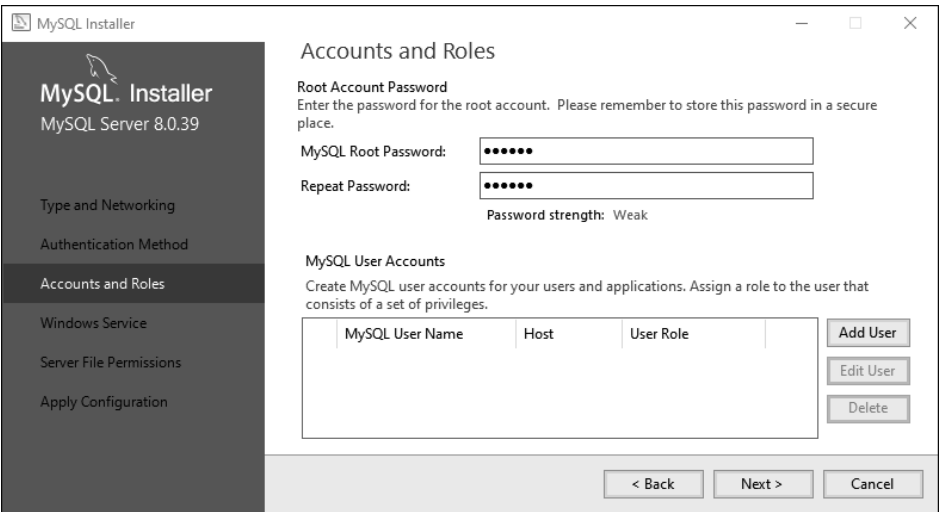 MySQL Installer
MySQL. Installer
MySQL Server 8.0.39
Type and Networking
Authentication Method
Accounts and Roles
Windows Service
Server File Permissions
Apply Configuration
Accounts and Roles
Root Account Password
Enter the password for the root account. Please remember to store this password in a secure
place.
MySQL Root Password: ●●●●●●
Repeat Password: ●●●●●●
Password strength: Weak
MySQL User Accounts
Create MySQL user accounts for your users and applications. Assign a role to the user that
consists of a set of privileges.
MySQL User Name Host User Role
Add User
Edit User
Delete
< Back Next > Cancel